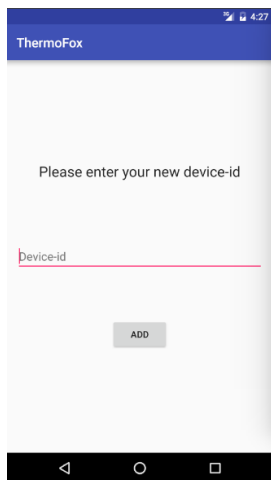 4:27
ThermoFox
Please enter your new device-id
Device-id
ADD